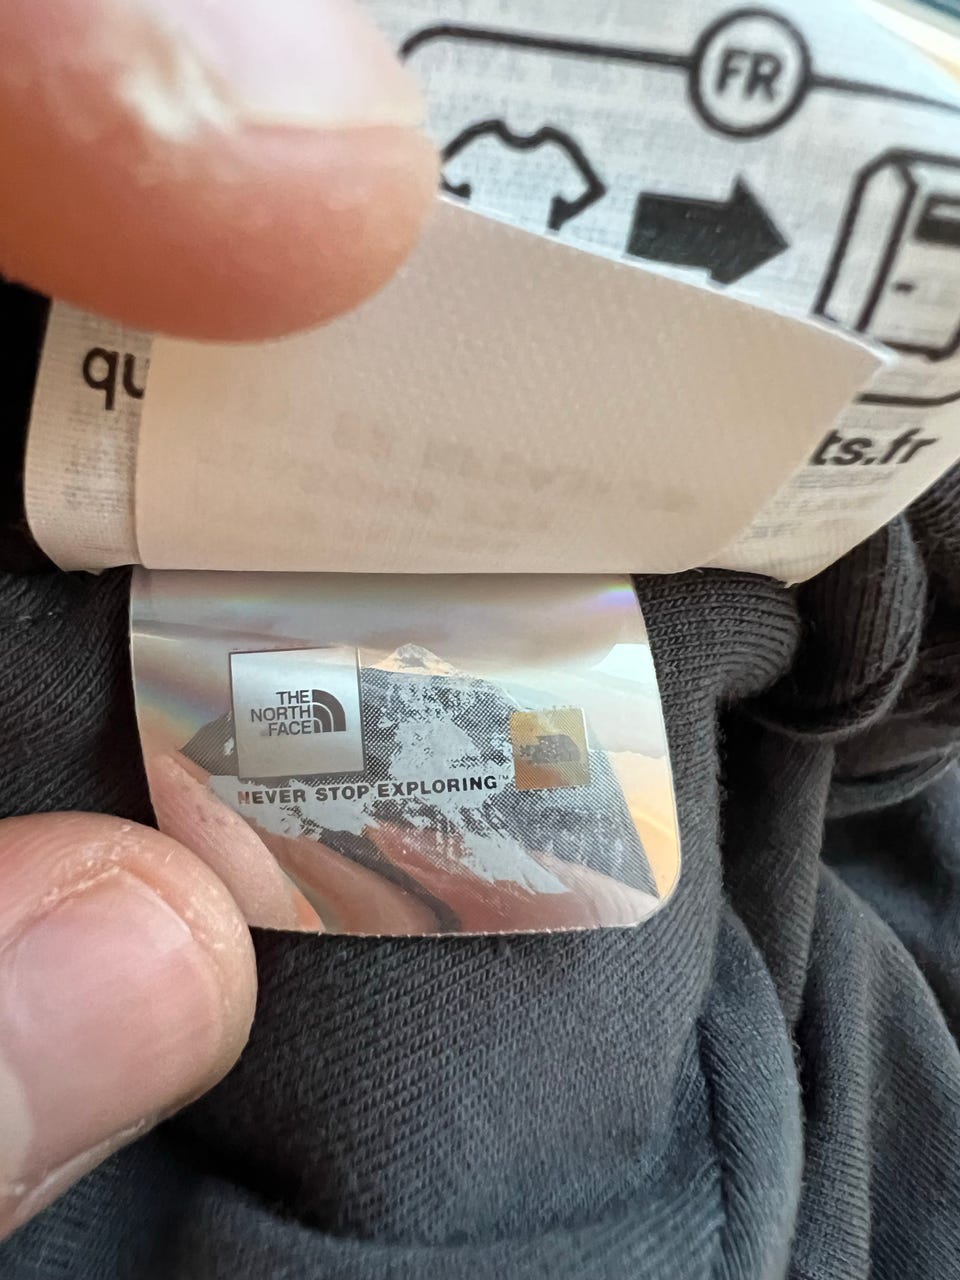 FR
qu
ts.fr
THE
NORTH
FACE
NEVER STOP EXPLORING™